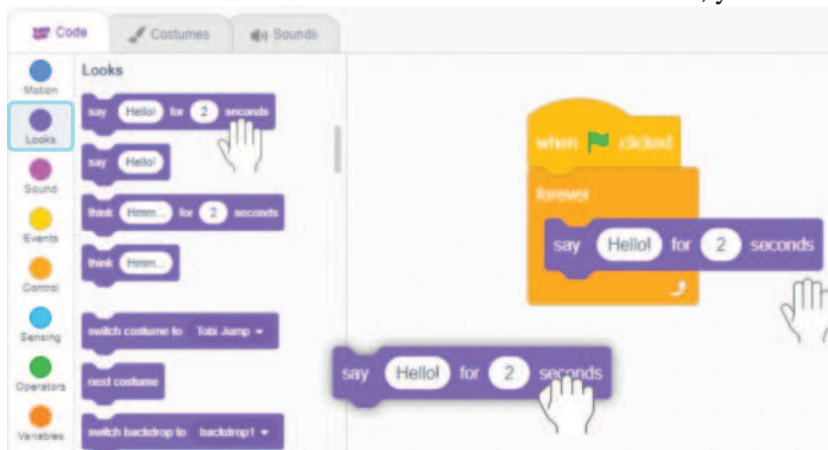 Code Costumes Sounds
Motion
Looks
Sound
Events
Control
Sensing
Operators
Variables
Looks
say Hello! for 2 seconds
say Hello!
think Hmm... for 2 seconds
think Hmm...
switch costume to Tobi Jump
next costume
switch backdrop to backdrop1
when clicked
forever
say Hello! for 2 seconds
say Hello! for 2 seconds